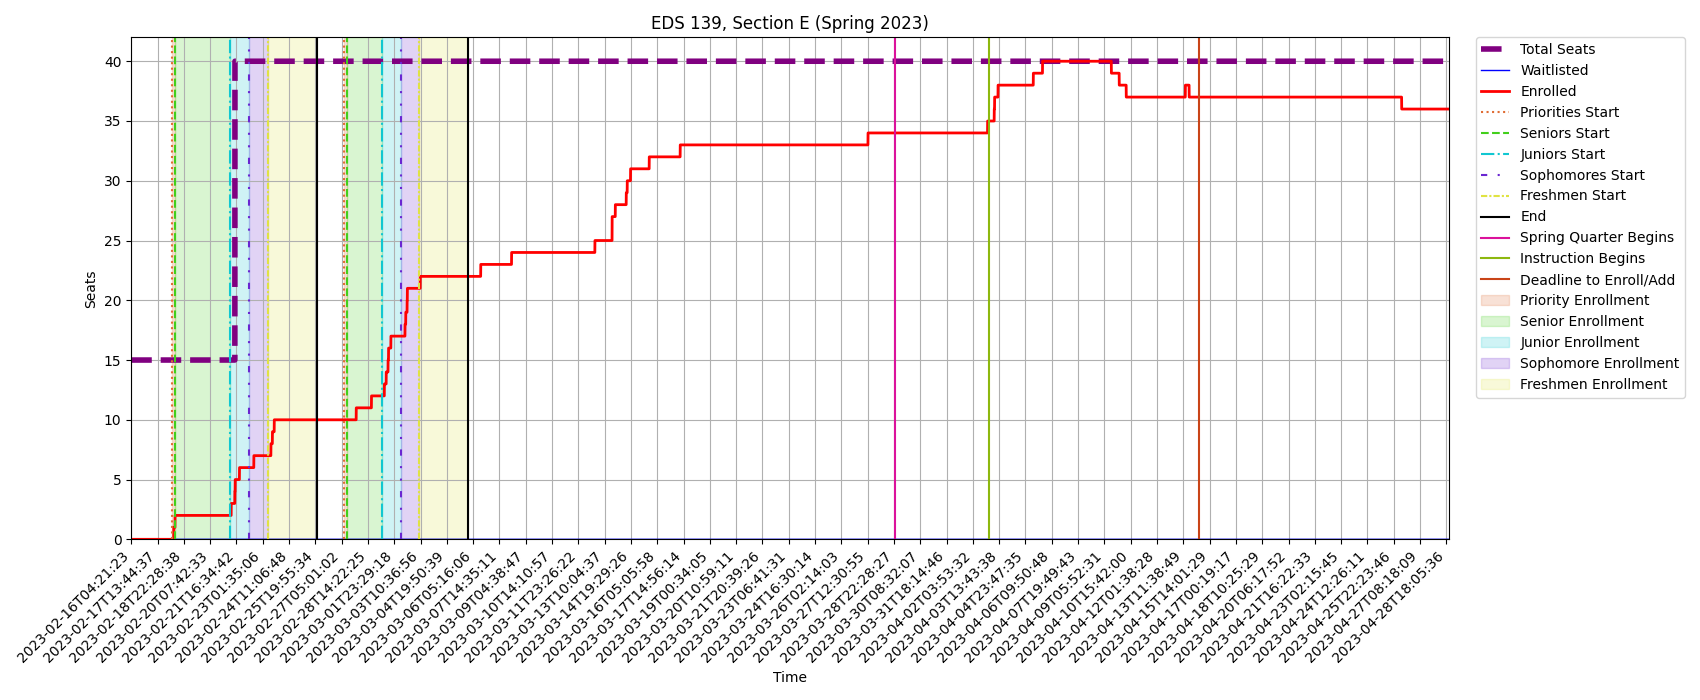 EDS 139, Section E (Spring 2023)
Total Seats
Waitlisted
Enrolled
Priorities Start
Seniors Start
Juniors Start
Sophomores Start
Freshmen Start
End
Spring Quarter Begins
Instruction Begins
Deadline to Enroll/Add
Priority Enrollment
Senior Enrollment
Junior Enrollment
Sophomore Enrollment
Freshmen Enrollment
Seats
40
35
30
25
20
15
10
5
0
2023-02-16T04:21:23
2023-02-17T13:44:37
2023-02-18T22:28:38
2023-02-20T07:42:33
2023-02-21T16:34:42
2023-02-23T01:35:06
2023-02-24T11:06:48
2023-02-25T19:55:34
2023-02-27T05:01:02
2023-02-28T14:22:25
2023-03-01T23:29:18
2023-03-03T10:36:56
2023-03-04T19:50:39
2023-03-06T05:16:06
2023-03-07T14:35:11
2023-03-09T04:38:47
2023-03-10T14:10:57
2023-03-11T23:26:22
2023-03-13T10:04:37
2023-03-14T19:29:26
2023-03-16T05:05:58
2023-03-17T14:56:14
2023-03-19T00:34:05
2023-03-20T10:59:11
2023-03-21T20:39:26
2023-03-23T06:41:31
2023-03-24T16:30:14
2023-03-26T02:14:03
2023-03-27T12:30:55
2023-03-28T22:28:27
2023-03-30T08:32:07
2023-03-31T18:14:46
2023-04-02T03:53:32
2023-04-03T13:43:38
2023-04-04T23:47:35
2023-04-06T09:50:48
2023-04-07T19:49:43
2023-04-09T05:52:31
2023-04-10T15:42:00
2023-04-12T01:38:28
2023-04-13T11:38:49
2023-04-15T14:01:29
2023-04-17T00:19:17
2023-04-18T10:25:29
2023-04-20T06:17:52
2023-04-21T16:22:33
2023-04-23T02:15:45
2023-04-24T12:26:11
2023-04-25T22:23:46
2023-04-27T08:18:09
2023-04-28T18:05:36
Time